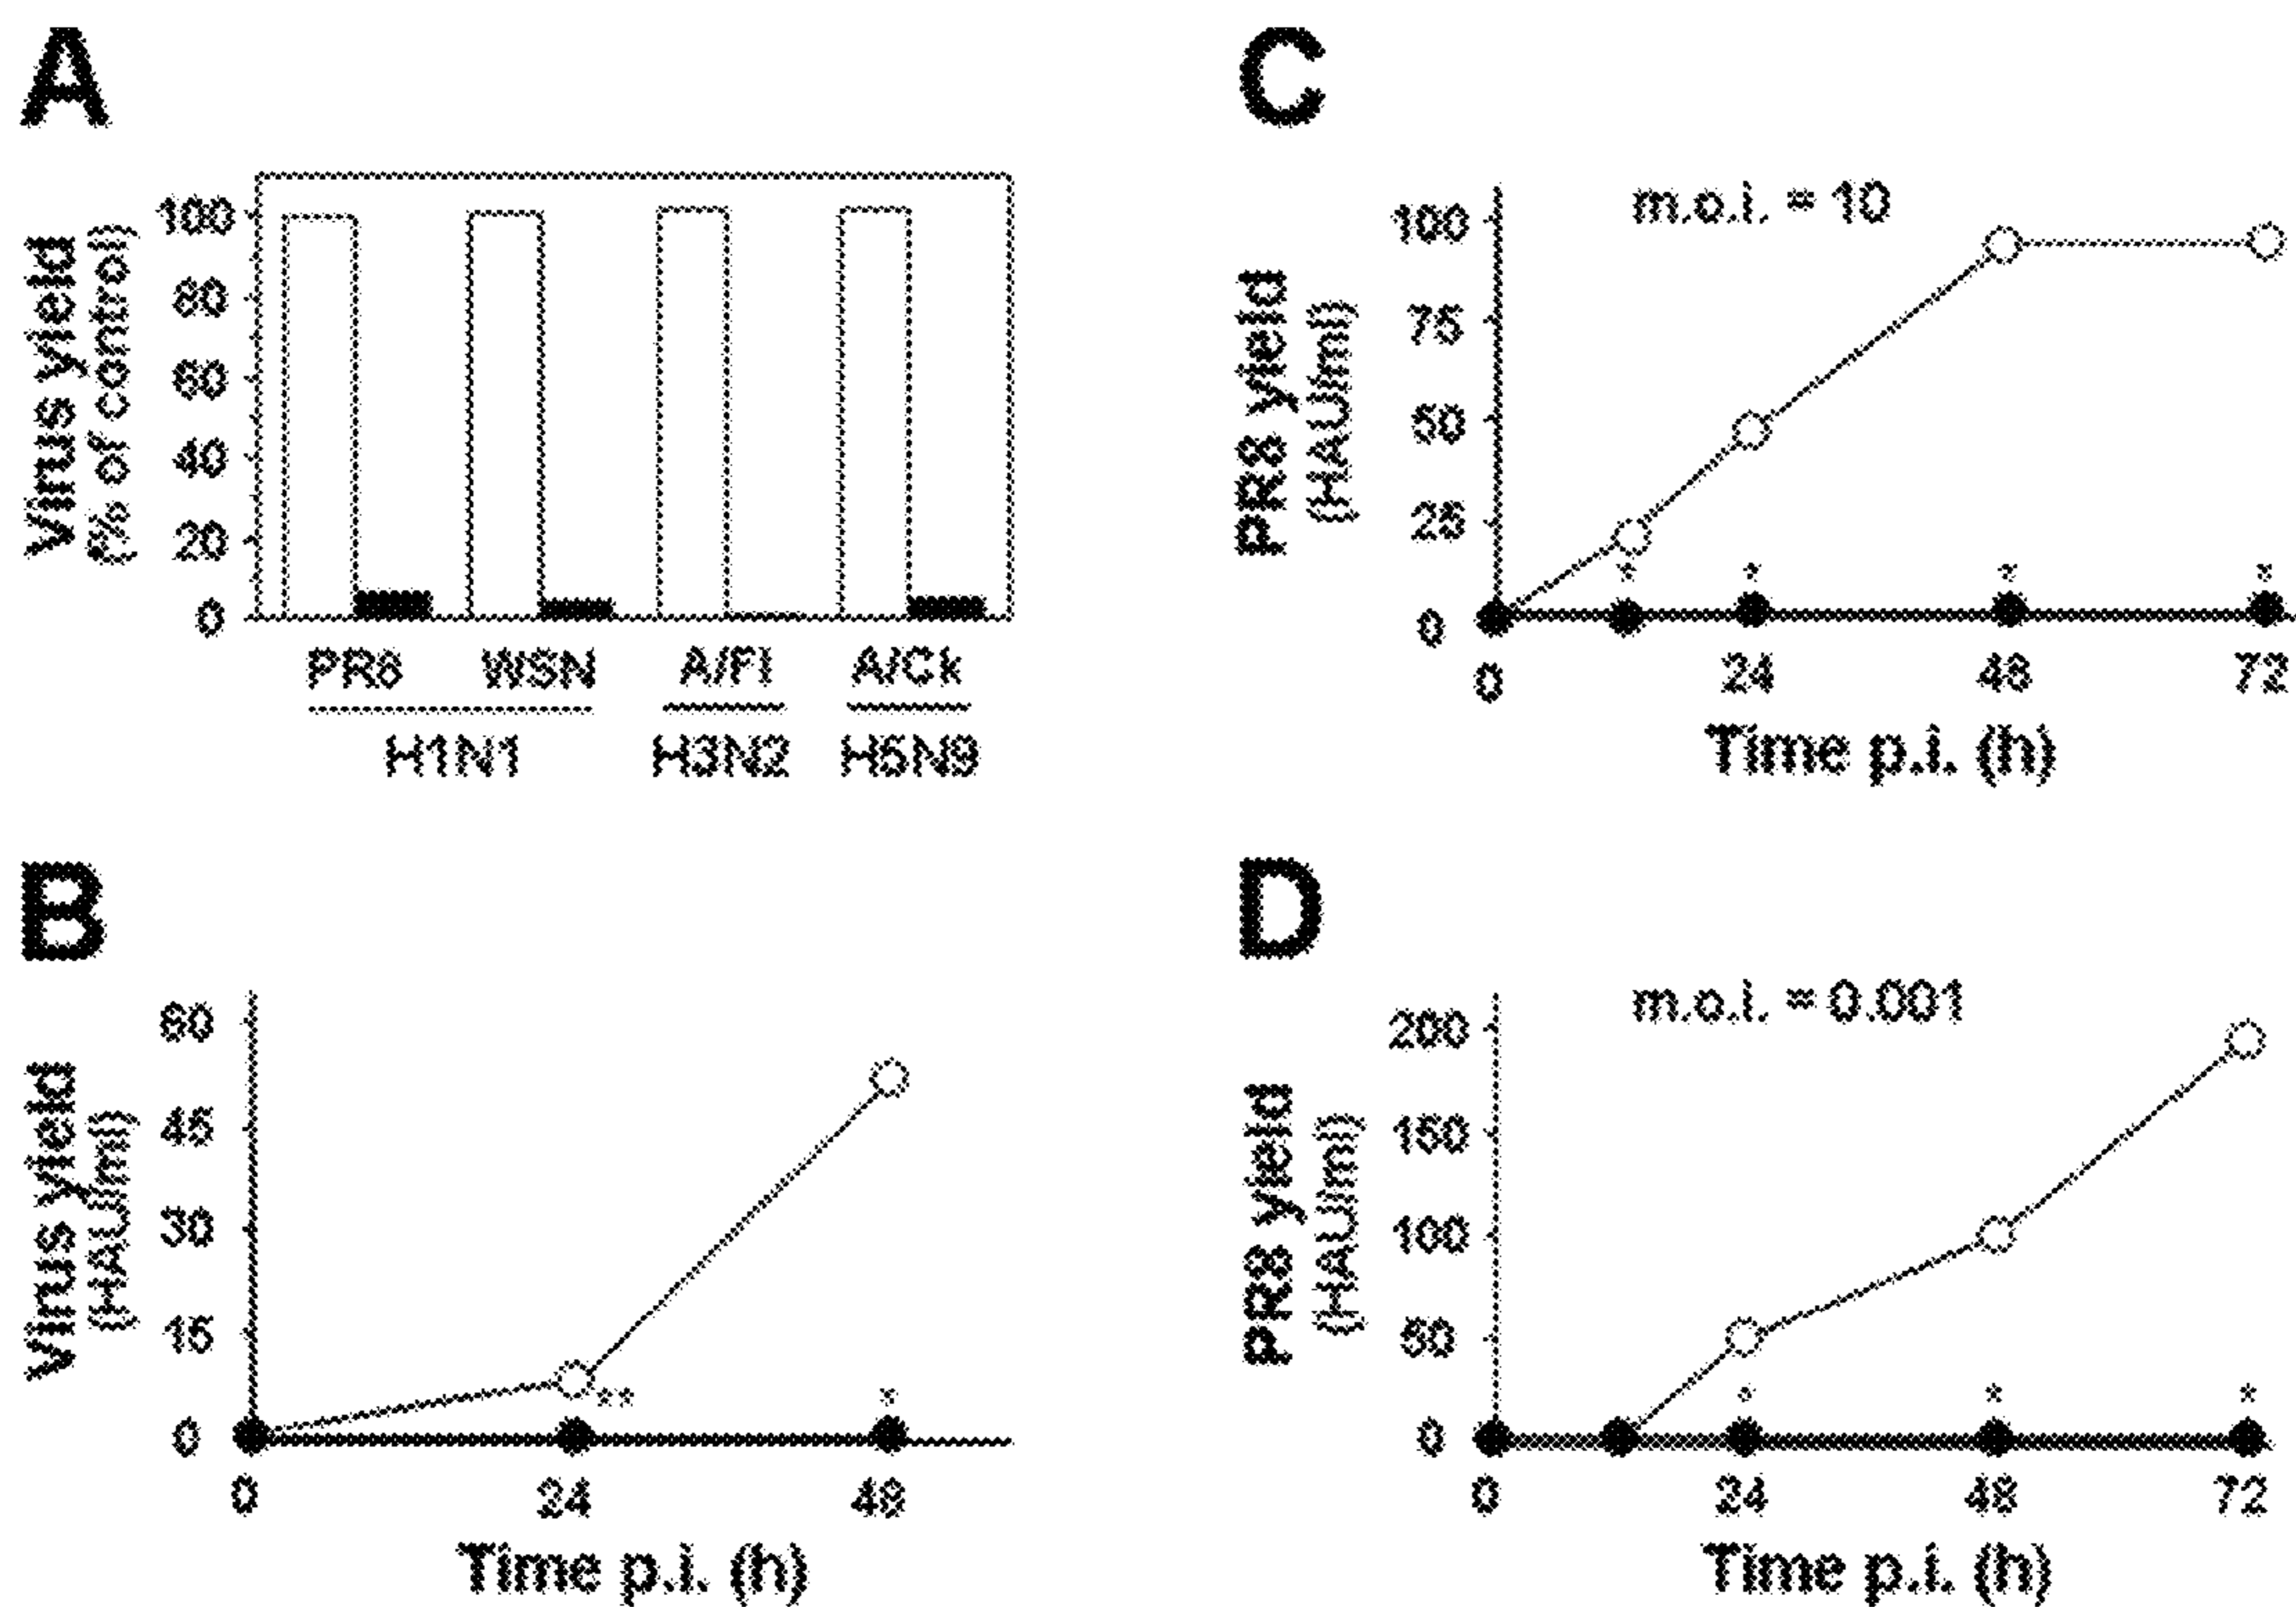 A
Virus yield
(% of control)
100
80
60
40
20
0
PR8 WSN A/Fl A/Ck
H1N1 H3N2 H5N9
B
Virus yield
(HAU/ml)
60
45
30
15
0
**
*
0 24 48
Time p.i. (h)
C
m.o.i. = 10
PR8 yield
(HAU/ml)
100
75
50
25
0
* * * *
0 24 48 72
Time p.i. (h)
D
m.o.i. = 0.001
PR8 yield
(HAU/ml)
200
150
100
50
0
* * *
0 24 48 72
Time p.i. (h)